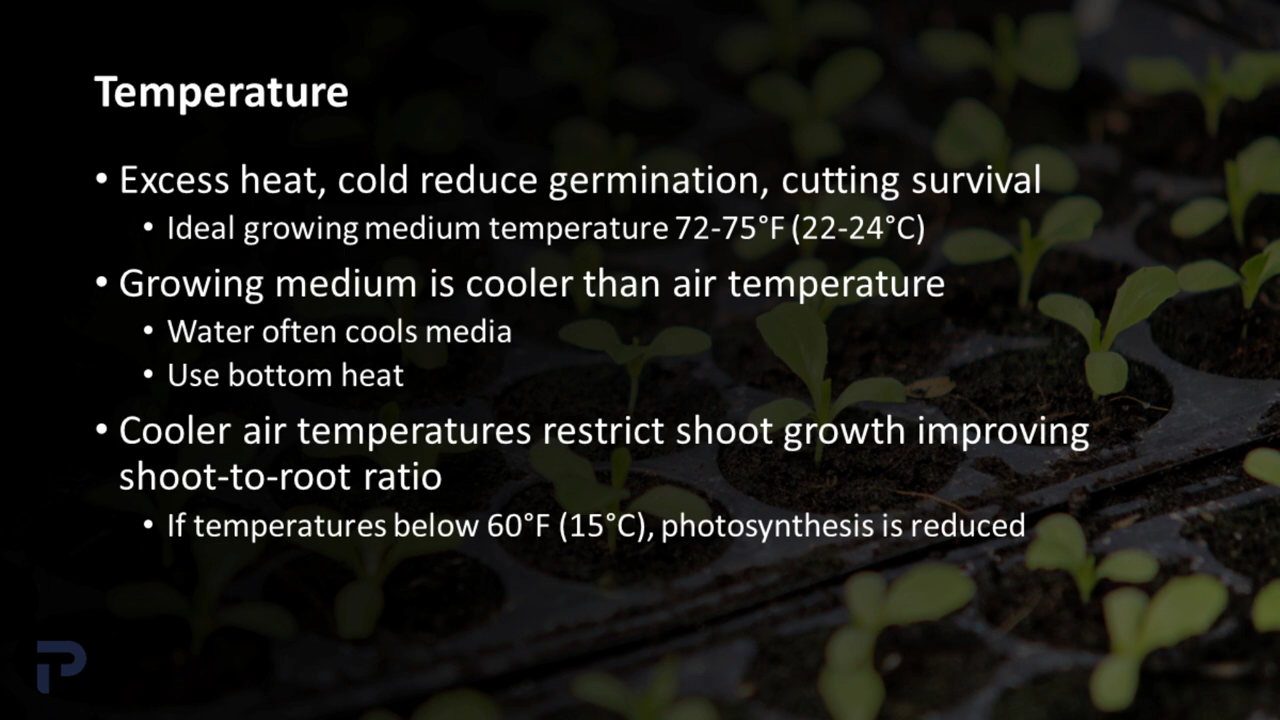 Temperature
• Excess heat, cold reduce germination, cutting survival
• Ideal growing medium temperature 72-75°F (22-24°C)
• Growing medium is cooler than air temperature
• Water often cools media
• Use bottom heat
• Cooler air temperatures restrict shoot growth improving
shoot-to-root ratio
• If temperatures below 60°F (15°C), photosynthesis is reduced